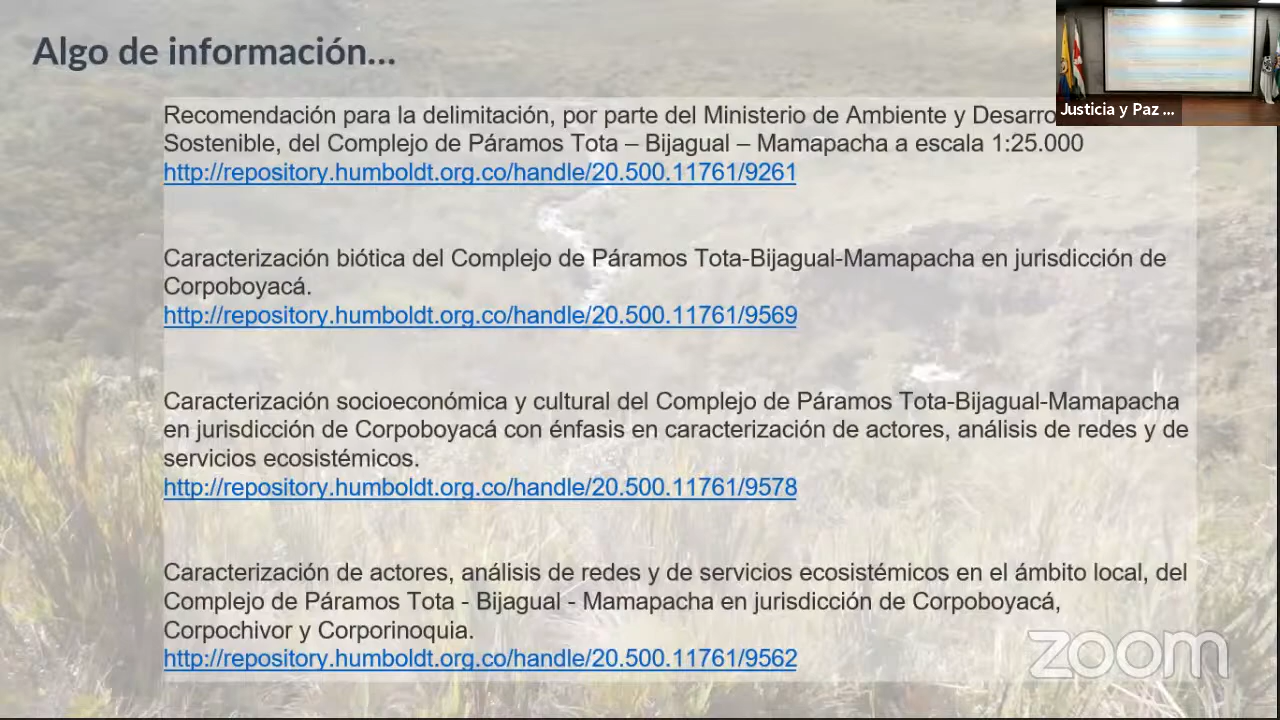 Algo de información...
Justicia y Paz ...
Recomendación para la delimitación, por parte del Ministerio de Ambiente y
Sostenible, del Complejo de Páramos Tota – Bijagual – Mamapacha a escala 1:25.000
http://repository.humboldt.org.co/handle/20.500.11761/9261
Caracterización biótica del Complejo de Páramos Tota-Bijagual-Mamapacha en jurisdicción de
Corpoboyacá.
http://repository.humboldt.org.co/handle/20.500.11761/9569
Caracterización socioeconómica y cultural del Complejo de Páramos Tota-Bijagual-Mamapacha
en jurisdicción de Corpoboyacá con énfasis en caracterización de actores, análisis de redes y de
servicios ecosistémicos.
http://repository.humboldt.org.co/handle/20.500.11761/9578
Caracterización de actores, análisis de redes y de servicios ecosistémicos en el ámbito local, del
Complejo de Páramos Tota - Bijagual - Mamapacha en jurisdicción de Corpoboyacá,
Corpochivor y Corporinoquia.
http://repository.humboldt.org.co/handle/20.500.11761/9562
zoom